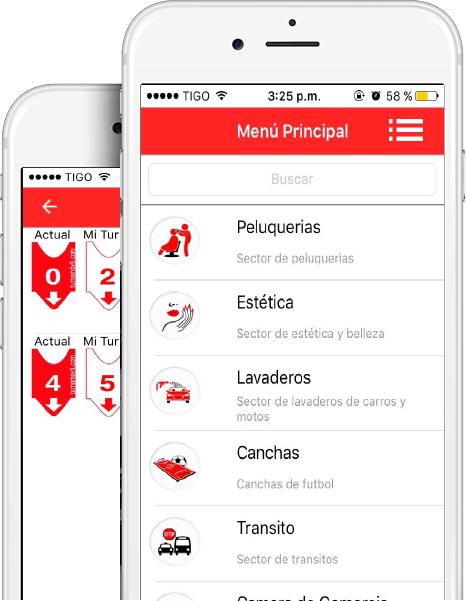 TIGO
3:25 p.m.
58 %
Menú Principal
Buscar
Peluquerias
Sector de peluquerias
Estética
Sector de estética y belleza
Lavaderos
Sector de lavaderos de carros y
motos
Canchas
Canchas de futbol
STOP
Transito
Sector de transitos
TIGO
Actual
Mi Tur
0
2
Actual
Mi Tur
4
5